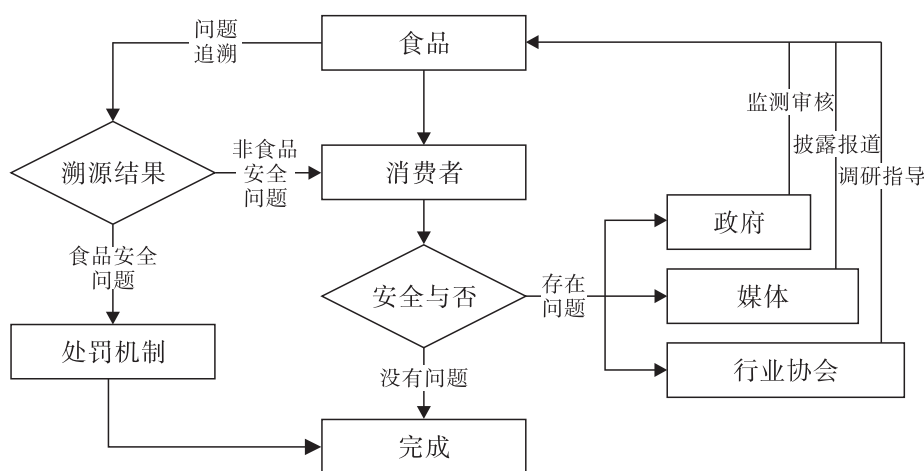 问题
追溯
食品
监测审核
披露报道
调研指导
溯源结果
非食品
安全
问题
消费者
政府
食品安全
问题
安全与否
存在
问题
媒体
处罚机制
没有问题
行业协会
完成